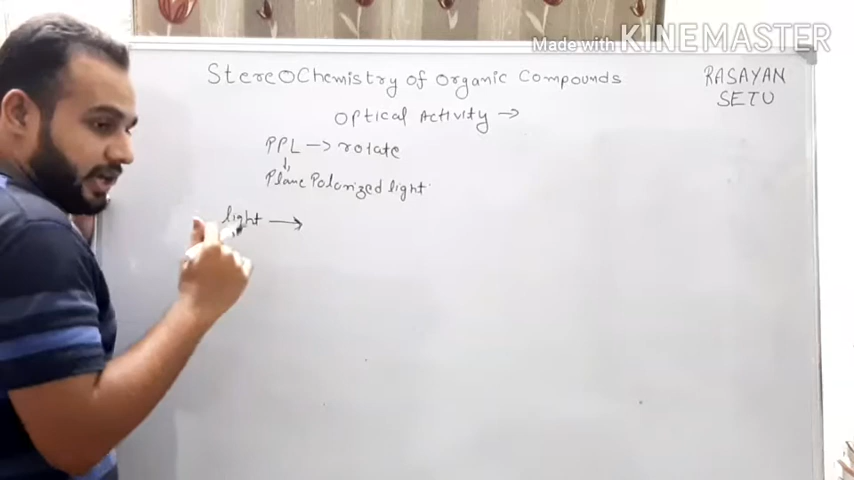 Made with KINEMASTER
StereOChemistry of Organic Compounds
RASAYAN
SETU
Optical Activity →
PPL → rotate
↓
Plane Polarized light
light →